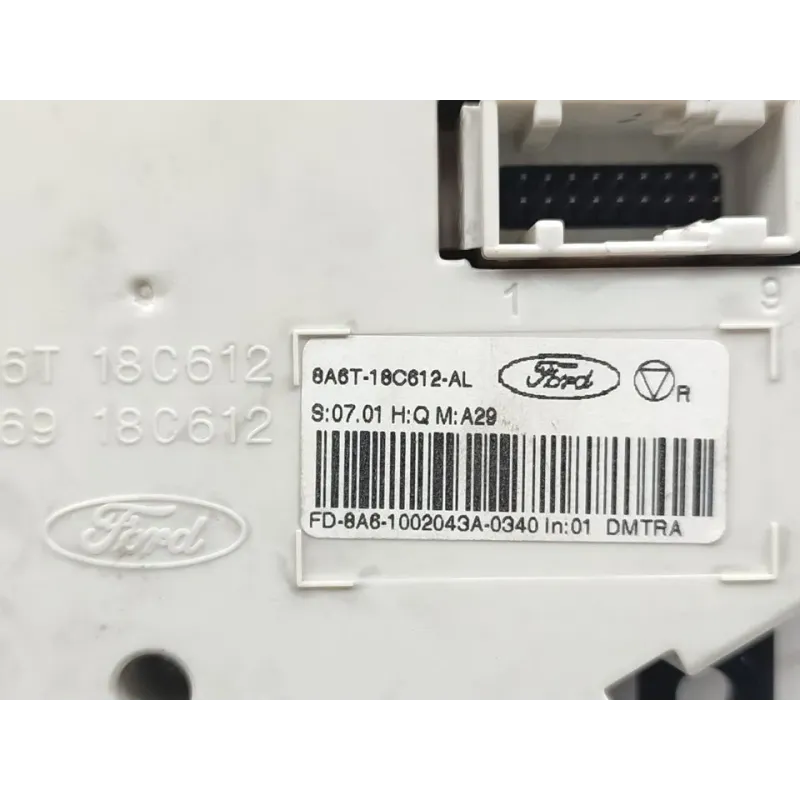 1 9
6T 18C612
69 18C612
Ford
8A6T-18C612-AL Ford R
S:07.01 H:Q M:A29
FD-8A6-1002043A-0340 In:01 DMTRA